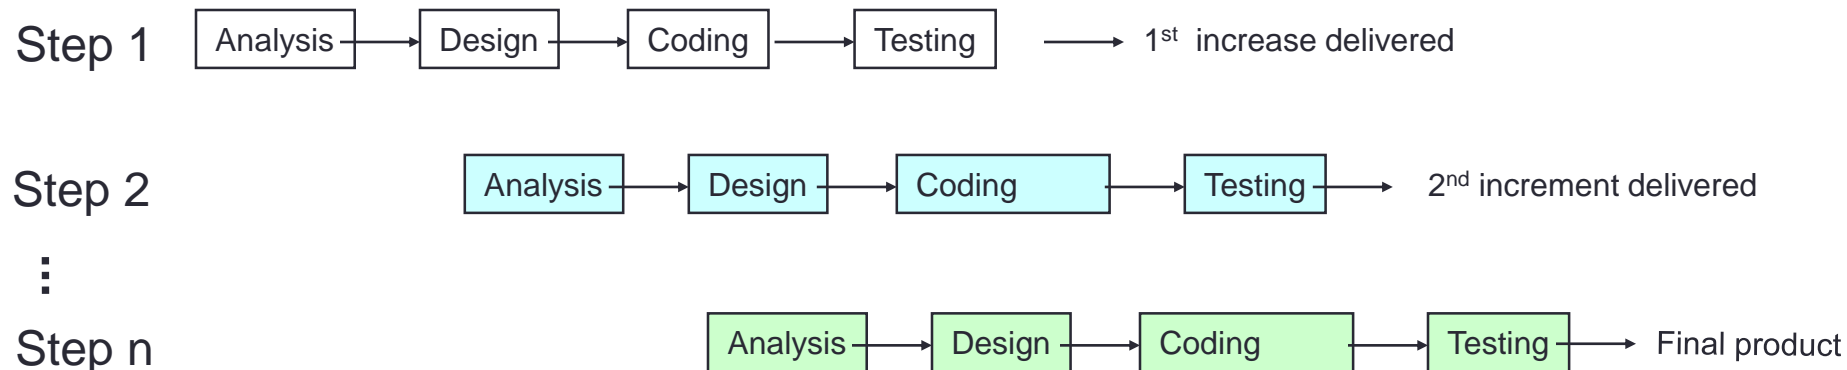 Step 1 Analysis Design Coding Testing 1st increase delivered
Step 2 Analysis Design Coding Testing 2nd increment delivered
⋮
Step n Analysis Design Coding Testing Final product